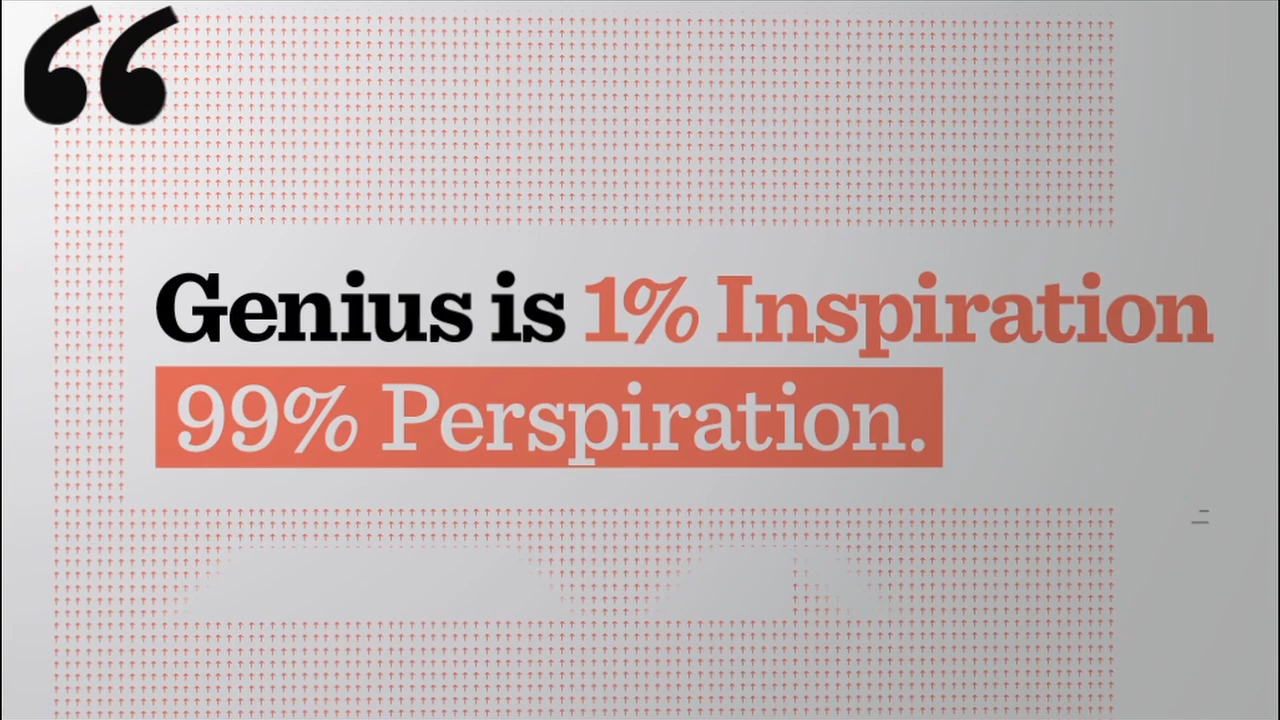 “
Genius is 1% Inspiration
99% Perspiration.